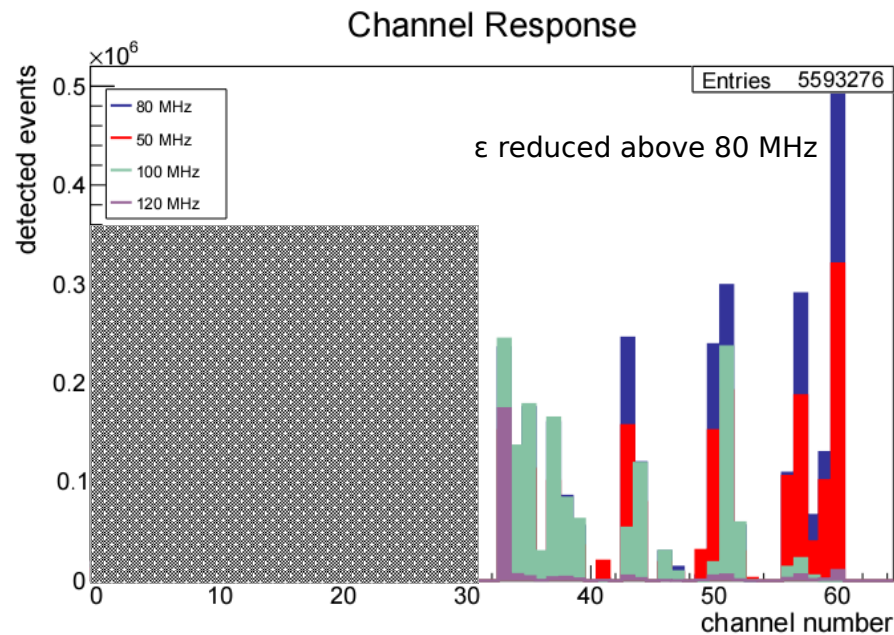 Channel Response
×10⁶
detected events
Entries 5593276
80 MHz
50 MHz
100 MHz
120 MHz
ε reduced above 80 MHz
0.5
0.4
0.3
0.2
0.1
0
0 10 20 30 40 50 60
channel number